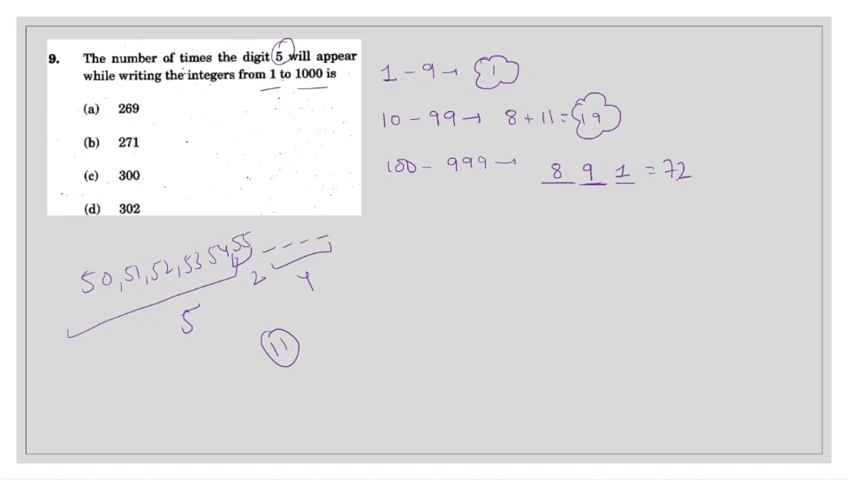 9. The number of times the digit 5 will appear
while writing the integers from 1 to 1000 is
(a) 269
(b) 271
(c) 300
(d) 302
1 - 9 → 1
10 - 99 → 8 + 11 = 19
100 - 999 → 8 9 1 = 72
50, 51, 52, 53 54, 55 - - - -
5 2 4
11